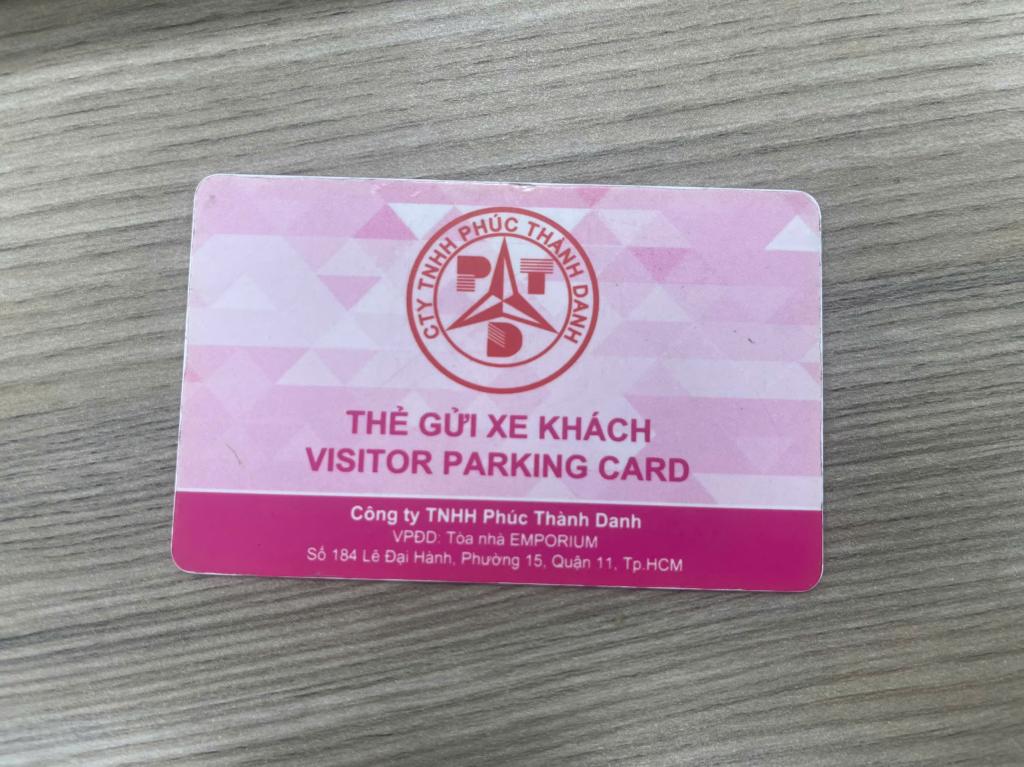 CTY TNHH PHÚC THÀNH DANH
P T
D
THẺ GỬI XE KHÁCH
VISITOR PARKING CARD
Công ty TNHH Phúc Thành Danh
VPĐD: Tòa nhà EMPORIUM
Số 184 Lê Đại Hành, Phường 15, Quận 11, Tp.HCM